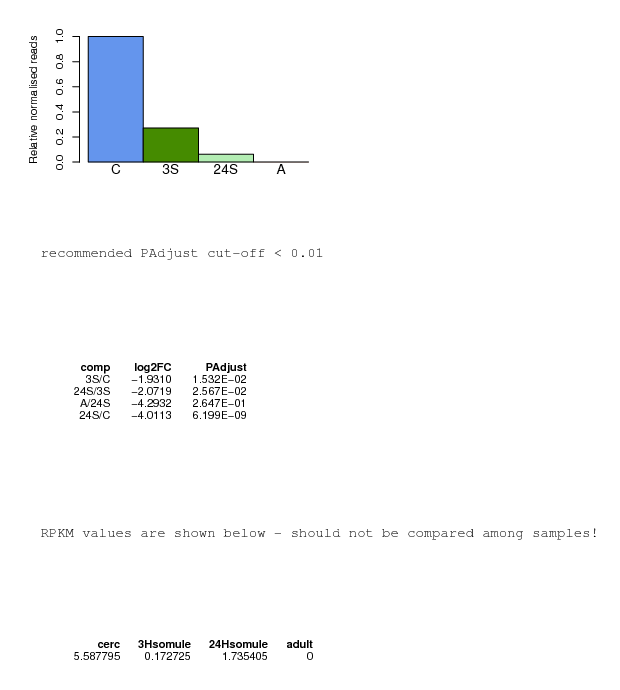 Relative normalised reads
1.0
0.8
0.6
0.4
0.2
0.0
C 3S 24S A
recommended PAdjust cut-off < 0.01
comp log2FC PAdjust
3S/C −1.9310 1.532E−02
24S/3S −2.0719 2.567E−02
A/24S −4.2932 2.647E−01
24S/C −4.0113 6.199E−09
RPKM values are shown below - should not be compared among samples!
cerc 3Hsomule 24Hsomule adult
5.587795 0.172725 1.735405 0